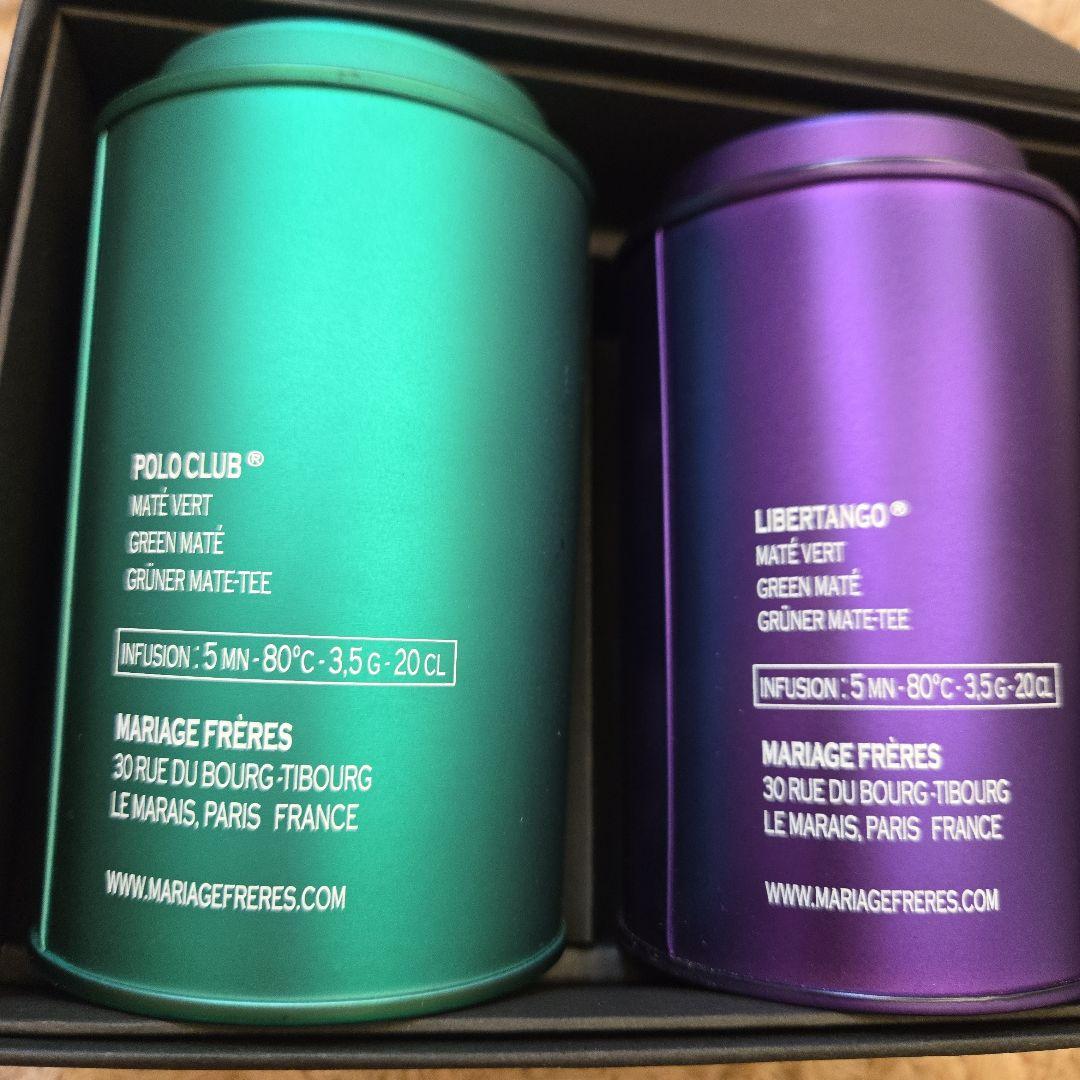 POLO CLUB®
MATÉ VERT
GREEN MATÉ
GRÜNER MATE-TEE
INFUSION : 5 MN - 80°C - 3,5 G - 20 CL
MARIAGE FRÈRES
30 RUE DU BOURG-TIBOURG
LE MARAIS, PARIS FRANCE
WWW.MARIAGEFRERES.COM
LIBERTANGO®
MATÉ VERT
GREEN MATÉ
GRÜNER MATE-TEE
INFUSION : 5 MN - 80°C - 3,5 G - 20 CL
MARIAGE FRÈRES
30 RUE DU BOURG-TIBOURG
LE MARAIS, PARIS FRANCE
WWW.MARIAGEFRERES.COM